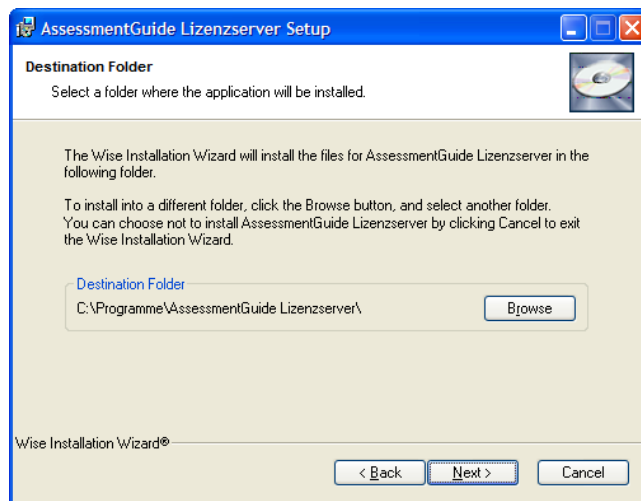 AssessmentGuide Lizenzserver Setup
Destination Folder
Select a folder where the application will be installed.
The Wise Installation Wizard will install the files for AssessmentGuide Lizenzserver in the
following folder.
To install into a different folder, click the Browse button, and select another folder.
You can choose not to install AssessmentGuide Lizenzserver by clicking Cancel to exit
the Wise Installation Wizard.
Destination Folder
C:\Programme\AssessmentGuide Lizenzserver\
Browse
Wise Installation Wizard®
< Back
Next >
Cancel